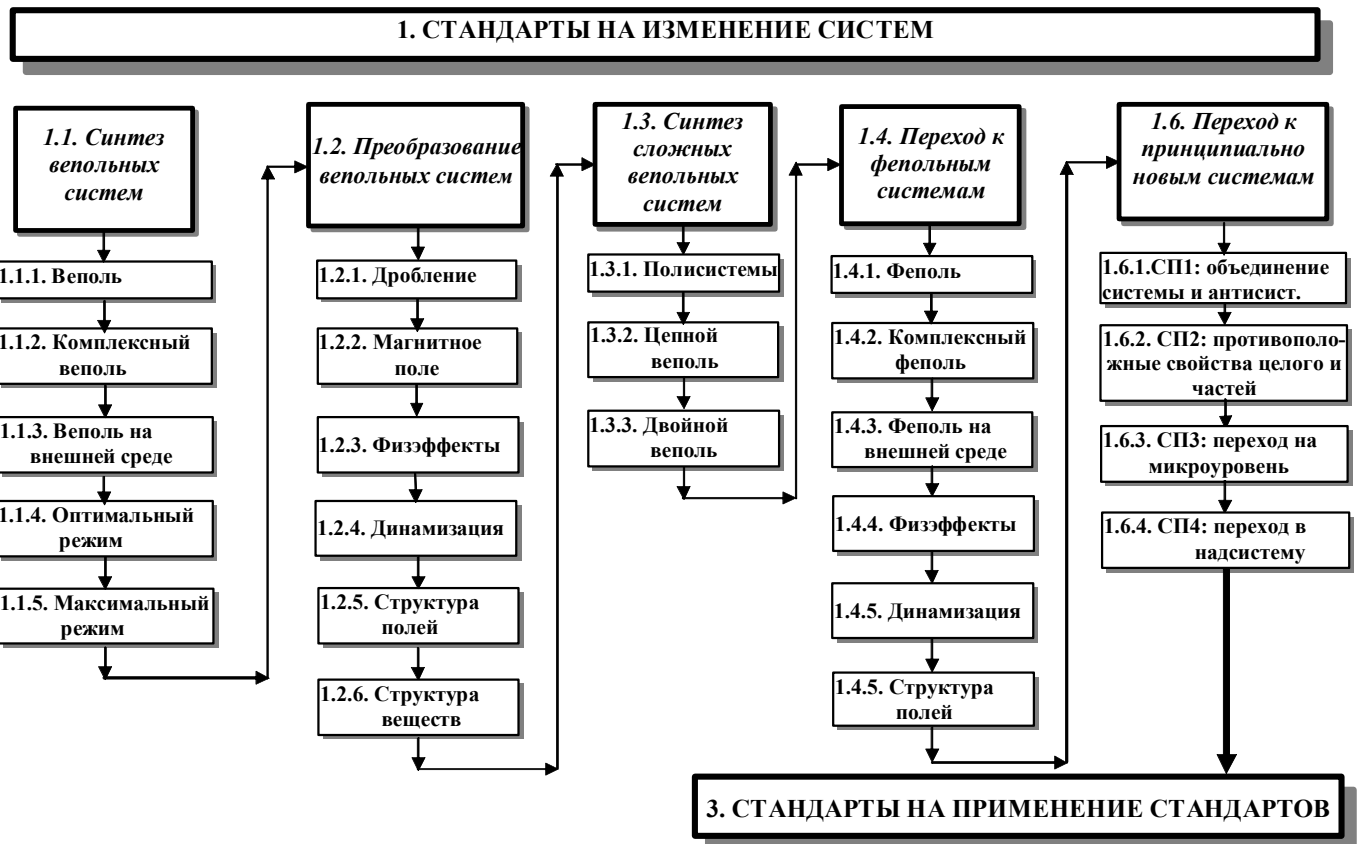 1. СТАНДАРТЫ НА ИЗМЕНЕНИЕ СИСТЕМ
1.1. Синтез
вепольных
систем
1.1.1. Веполь
1.1.2. Комплексный
веполь
1.1.3. Веполь на
внешней среде
1.1.4. Оптимальный
режим
1.1.5. Максимальный
режим
1.2. Преобразование
вепольных систем
1.2.1. Дробление
1.2.2. Магнитное
поле
1.2.3. Физэффекты
1.2.4. Динамизация
1.2.5. Структура
полей
1.2.6. Структура
веществ
1.3. Синтез
сложных
вепольных
систем
1.3.1. Полисистемы
1.3.2. Цепной
веполь
1.3.3. Двойной
веполь
1.4. Переход к
фепольным
системам
1.4.1. Феполь
1.4.2. Комплексный
феполь
1.4.3. Феполь на
внешней среде
1.4.4. Физэффекты
1.4.5. Динамизация
1.4.5. Структура
полей
1.6. Переход к
принципиально
новым системам
1.6.1.СП1: объединение
системы и антисист.
1.6.2. СП2: противополо-
жные свойства целого и
частей
1.6.3. СП3: переход на
микроуровень
1.6.4. СП4: переход в
надсистему
3. СТАНДАРТЫ НА ПРИМЕНЕНИЕ СТАНДАРТОВ